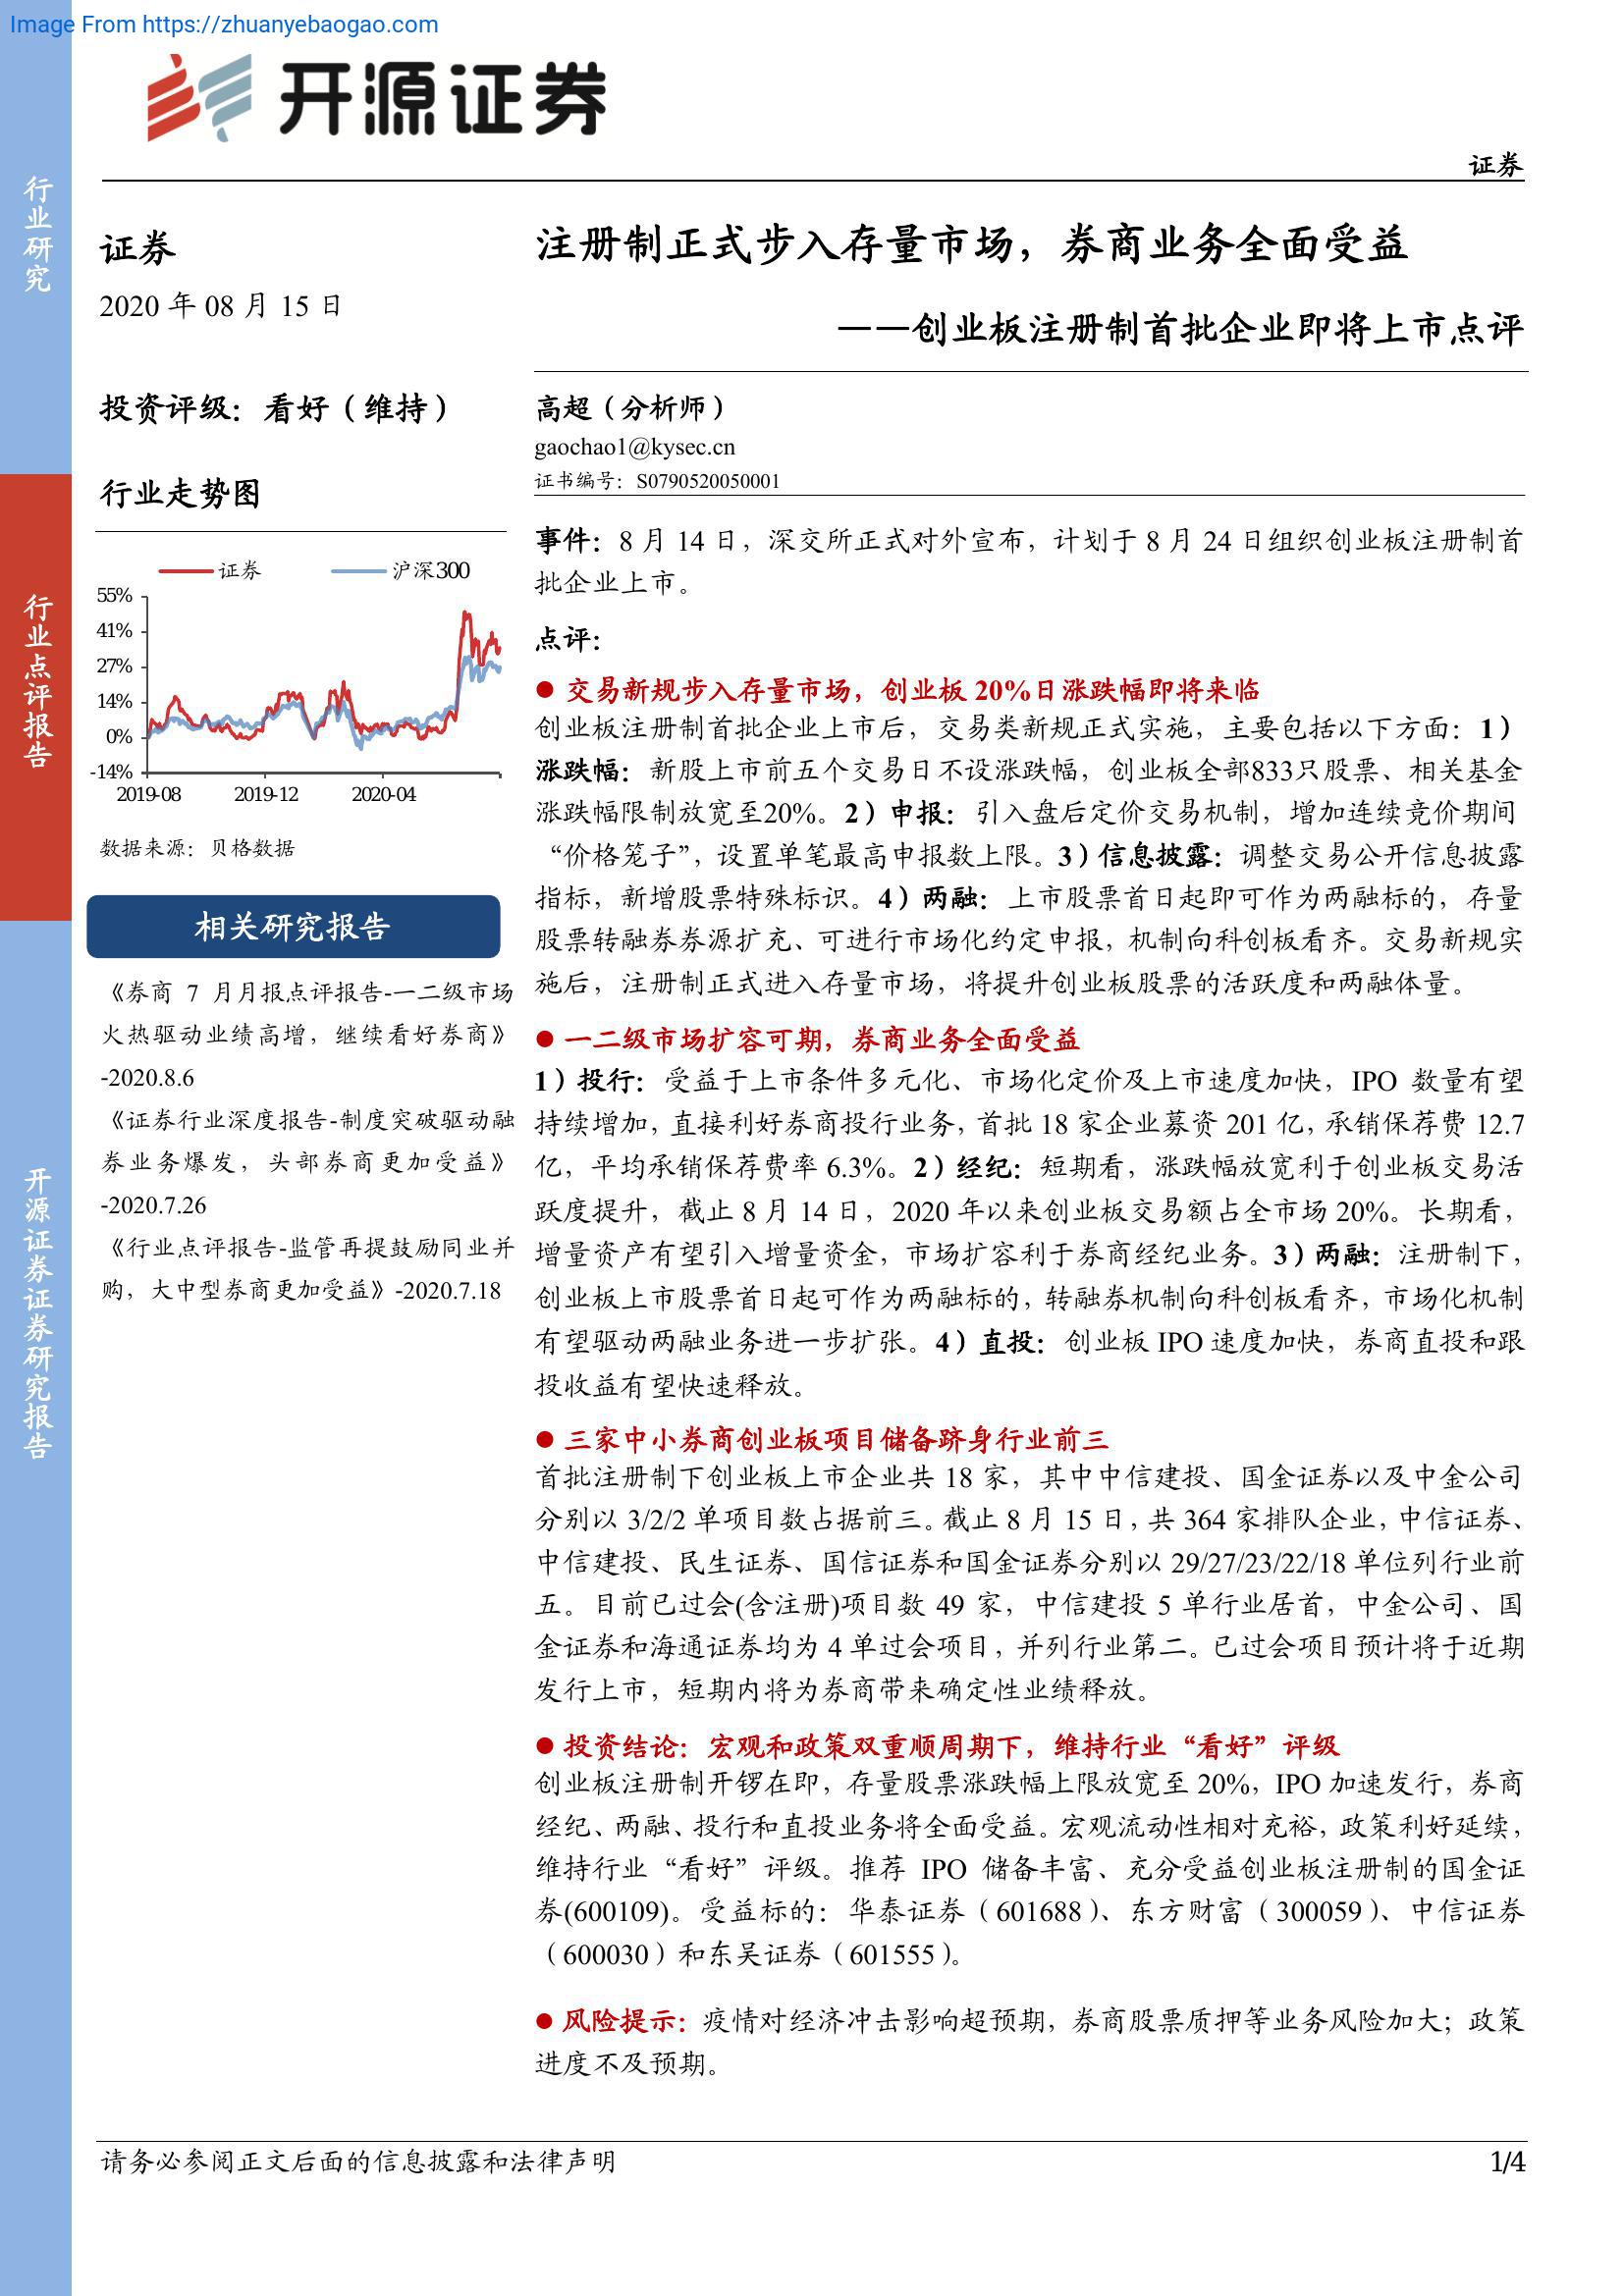 Image From https://zhuanyebaogao.com
开源证券
证券
行业研究
行业点评报告
开源证券证券研究报告
证券
2020 年 08 月 15 日
投资评级：看好（维持）
行业走势图
证券 沪深300
55%
41%
27%
14%
0%
-14%
2019-08 2019-12 2020-04
数据来源：贝格数据
相关研究报告
《券商 7 月月报点评报告-一二级市场
火热驱动业绩高增，继续看好券商》
-2020.8.6
《证券行业深度报告-制度突破驱动融
券业务爆发，头部券商更加受益》
-2020.7.26
《行业点评报告-监管再提鼓励同业并
购，大中型券商更加受益》-2020.7.18
注册制正式步入存量市场，券商业务全面受益
——创业板注册制首批企业即将上市点评
高超（分析师）
gaochao1@kysec.cn
证书编号：S0790520050001
事件：8 月 14 日，深交所正式对外宣布，计划于 8 月 24 日组织创业板注册制首
批企业上市。
点评：
● 交易新规步入存量市场，创业板 20%日涨跌幅即将来临
创业板注册制首批企业上市后，交易类新规正式实施，主要包括以下方面：1）
涨跌幅：新股上市前五个交易日不设涨跌幅，创业板全部833只股票、相关基金
涨跌幅限制放宽至20%。2）申报：引入盘后定价交易机制，增加连续竞价期间
“价格笼子”，设置单笔最高申报数上限。3）信息披露：调整交易公开信息披露
指标，新增股票特殊标识。4）两融：上市股票首日起即可作为两融标的，存量
股票转融券券源扩充、可进行市场化约定申报，机制向科创板看齐。交易新规实
施后，注册制正式进入存量市场，将提升创业板股票的活跃度和两融体量。
● 一二级市场扩容可期，券商业务全面受益
1）投行：受益于上市条件多元化、市场化定价及上市速度加快，IPO 数量有望
持续增加，直接利好券商投行业务，首批 18 家企业募资 201 亿，承销保荐费 12.7
亿，平均承销保荐费率 6.3%。2）经纪：短期看，涨跌幅放宽利于创业板交易活
跃度提升，截止 8 月 14 日，2020 年以来创业板交易额占全市场 20%。长期看，
增量资产有望引入增量资金，市场扩容利于券商经纪业务。3）两融：注册制下，
创业板上市股票首日起可作为两融标的，转融券机制向科创板看齐，市场化机制
有望驱动两融业务进一步扩张。4）直投：创业板 IPO 速度加快，券商直投和跟
投收益有望快速释放。
● 三家中小券商创业板项目储备跻身行业前三
首批注册制下创业板上市企业共 18 家，其中中信建投、国金证券以及中金公司
分别以 3/2/2 单项目数占据前三。截止 8 月 15 日，共 364 家排队企业，中信证券、
中信建投、民生证券、国信证券和国金证券分别以 29/27/23/22/18 单位列行业前
五。目前已过会(含注册)项目数 49 家，中信建投 5 单行业居首，中金公司、国
金证券和海通证券均为 4 单过会项目，并列行业第二。已过会项目预计将于近期
发行上市，短期内将为券商带来确定性业绩释放。
● 投资结论：宏观和政策双重顺周期下，维持行业“看好”评级
创业板注册制开锣在即，存量股票涨跌幅上限放宽至 20%，IPO 加速发行，券商
经纪、两融、投行和直投业务将全面受益。宏观流动性相对充裕，政策利好延续，
维持行业“看好”评级。推荐 IPO 储备丰富、充分受益创业板注册制的国金证
券(600109)。受益标的：华泰证券（601688）、东方财富（300059）、中信证券
（600030）和东吴证券（601555）。
● 风险提示：疫情对经济冲击影响超预期，券商股票质押等业务风险加大；政策
进度不及预期。
请务必参阅正文后面的信息披露和法律声明
1/4